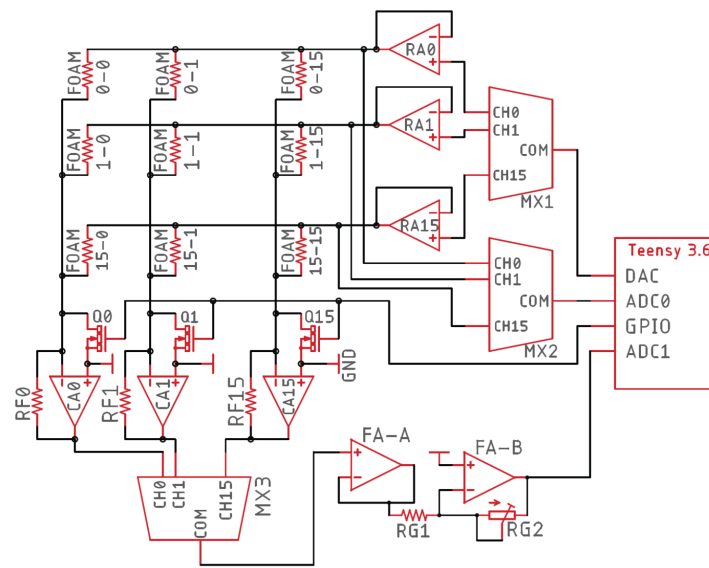 FOAM
0-0
FOAM
0-1
FOAM
0-15
RA0
FOAM
1-0
FOAM
1-1
FOAM
1-15
RA1
CH0
CH1
COM
CH15
MX1
FOAM
15-0
FOAM
15-1
FOAM
15-15
RA15
CH0
CH1
COM
CH15
MX2
Teensy 3.6
DAC
ADC0
GPIO
ADC1
Q0
Q1
Q15
GND
RF0
CA0
RF1
CA1
RF15
CA15
CH0
CH1
CH15
COM
MX3
FA-A
FA-B
RG1
RG2